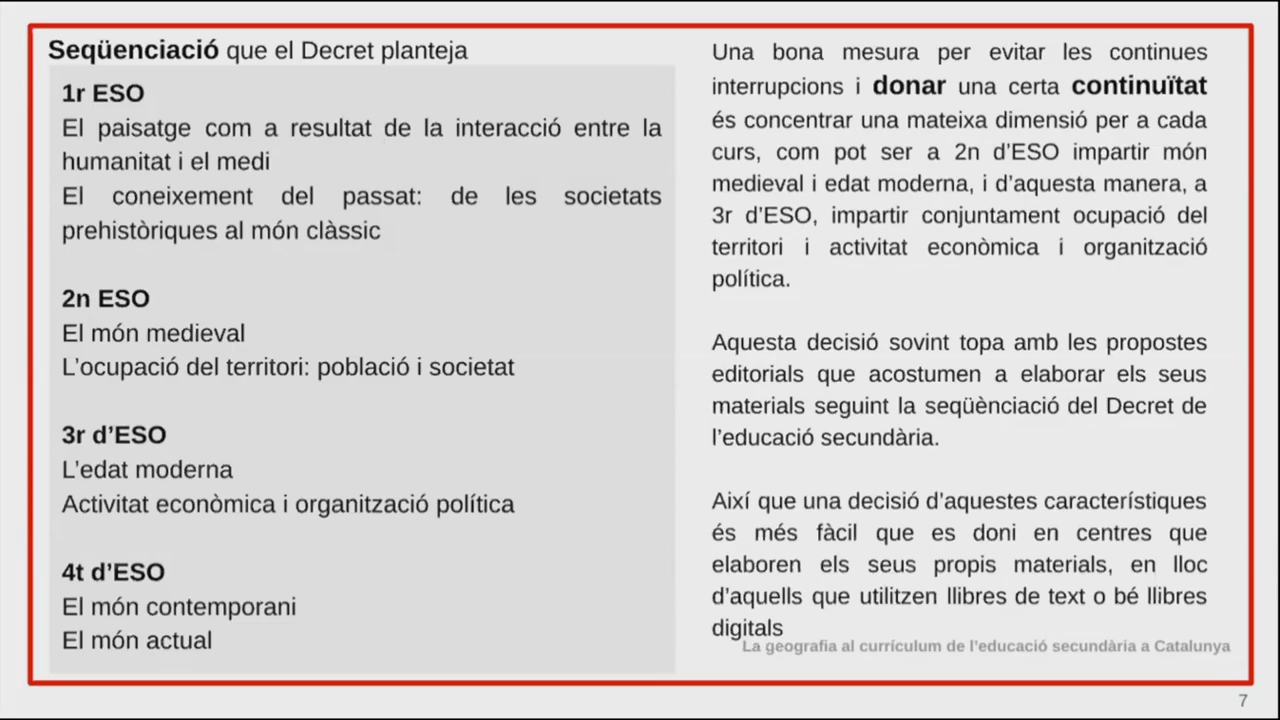 Seqüenciació que el Decret planteja
1r ESO
El paisatge com a resultat de la interacció entre la
humanitat i el medi
El coneixement del passat: de les societats
prehistòriques al món clàssic
2n ESO
El món medieval
L’ocupació del territori: població i societat
3r d’ESO
L’edat moderna
Activitat econòmica i organització política
4t d’ESO
El món contemporani
El món actual
Una bona mesura per evitar les continues
interrupcions i donar una certa continuïtat
és concentrar una mateixa dimensió per a cada
curs, com pot ser a 2n d’ESO impartir món
medieval i edat moderna, i d’aquesta manera, a
3r d’ESO, impartir conjuntament ocupació del
territori i activitat econòmica i organització
política.
Aquesta decisió sovint topa amb les propostes
editorials que acostumen a elaborar els seus
materials seguint la seqüènciació del Decret de
l’educació secundària.
Així que una decisió d’aquestes característiques
és més fàcil que es doni en centres que
elaboren els seus propis materials, en lloc
d’aquells que utilitzen llibres de text o bé llibres
digitals
La geografia al currículum de l’educació secundària a Catalunya
7